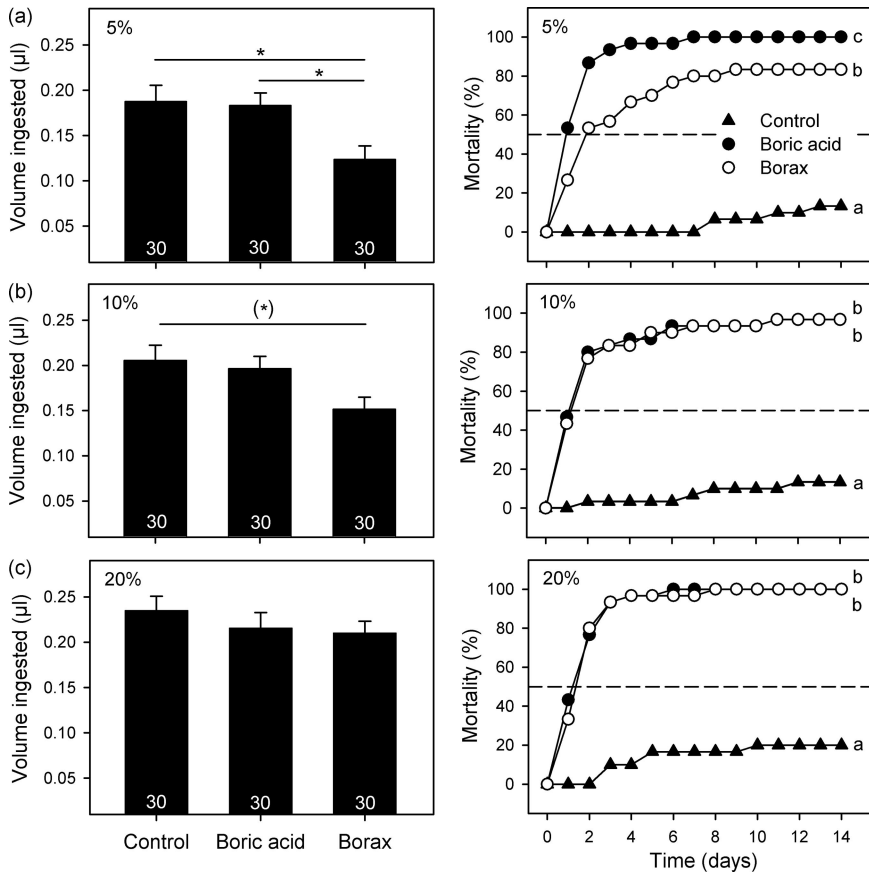 (a)
5%
Volume ingested (µl)
0.25
0.20
0.15
0.10
0.05
*
*
30
30
30
5%
Mortality (%)
100
80
60
40
20
0
Control
Boric acid
Borax
c
b
a
(b)
10%
Volume ingested (µl)
0.25
0.20
0.15
0.10
0.05
(*)
30
30
30
10%
Mortality (%)
100
80
60
40
20
0
b
b
a
(c)
20%
Volume ingested (µl)
0.25
0.20
0.15
0.10
0.05
30
30
30
Control Boric acid Borax
20%
Mortality (%)
100
80
60
40
20
0
b
b
a
0 2 4 6 8 10 12 14
Time (days)